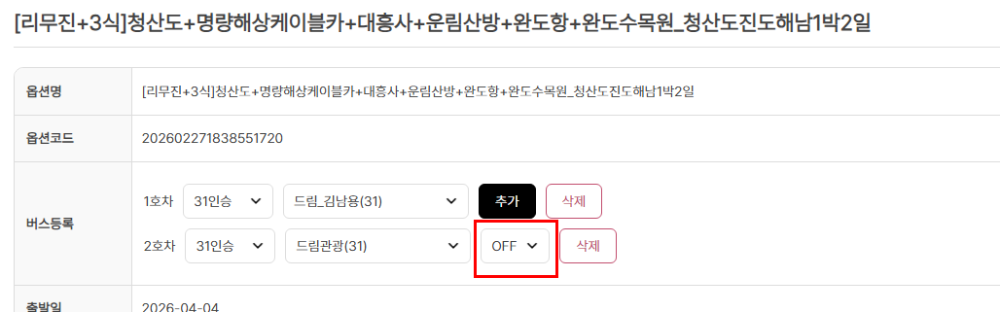 [리무진+3식]청산도+명량해상케이블카+대흥사+운림산방+완도항+완도수목원_청산도진도해남1박2일
옵션명 [리무진+3식]청산도+명량해상케이블카+대흥사+운림산방+완도항+완도수목원_청산도진도해남1박2일
옵션코드 202602271838551720
버스등록
1호차 31인승 드림_김남용(31) 추가 삭제
2호차 31인승 드림관광(31) OFF 삭제
출발일 2026-04-04